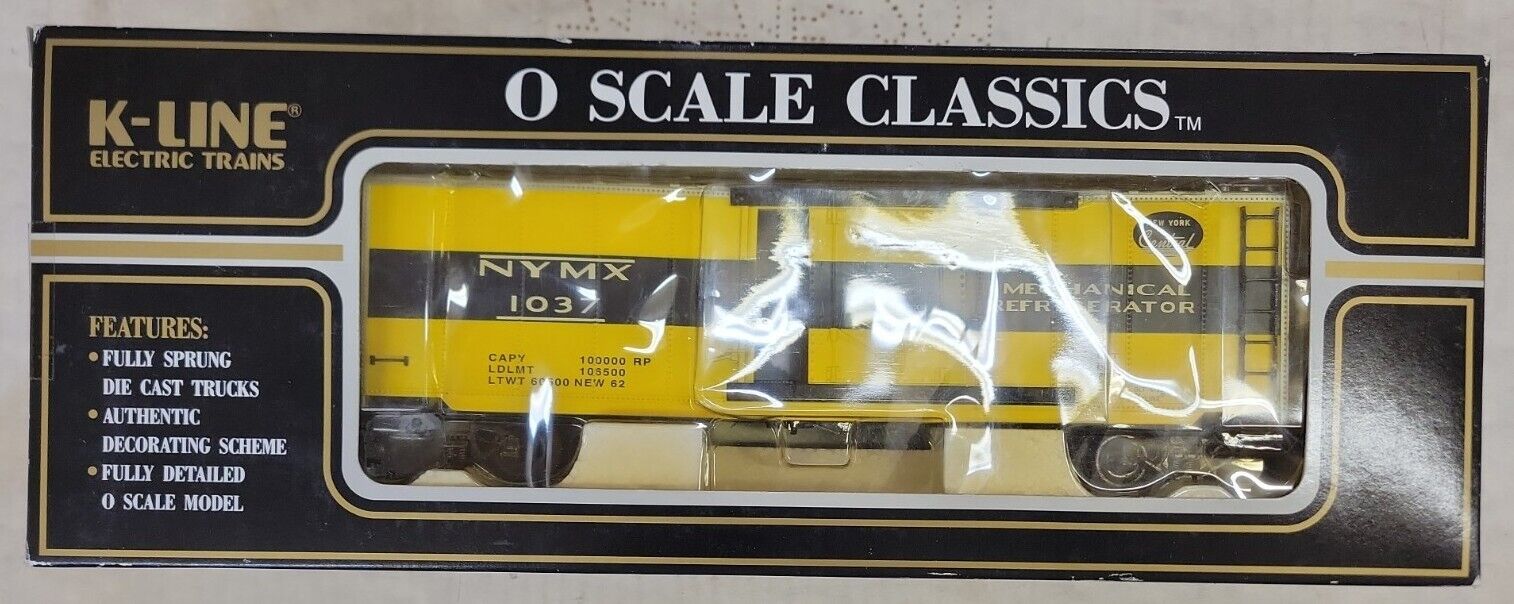 K-LINE®
ELECTRIC TRAINS
O SCALE CLASSICS™
FEATURES:
• FULLY SPRUNG
DIE CAST TRUCKS
• AUTHENTIC
DECORATING SCHEME
• FULLY DETAILED
O SCALE MODEL
NYMX
1037
CAPY 100000 RP
LDLMT 108500
LTWT 60500 NEW 62
NEW YORK
Central
MECHANICAL
REFRIGERATOR